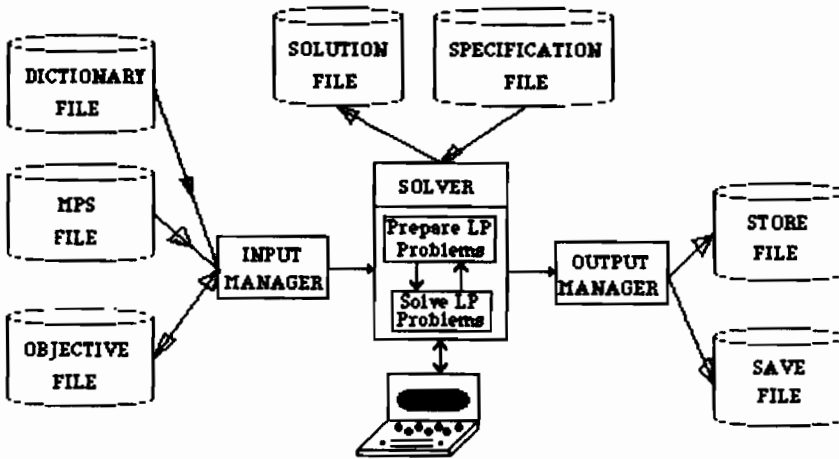 DICTIONARY
FILE
MPS
FILE
OBJECTIVE
FILE
INPUT
MANAGER
SOLUTION
FILE
SPECIFICATION
FILE
SOLVER
Prepare LP
Problems
Solve LP
Problems
OUTPUT
MANAGER
STORE
FILE
SAVE
FILE